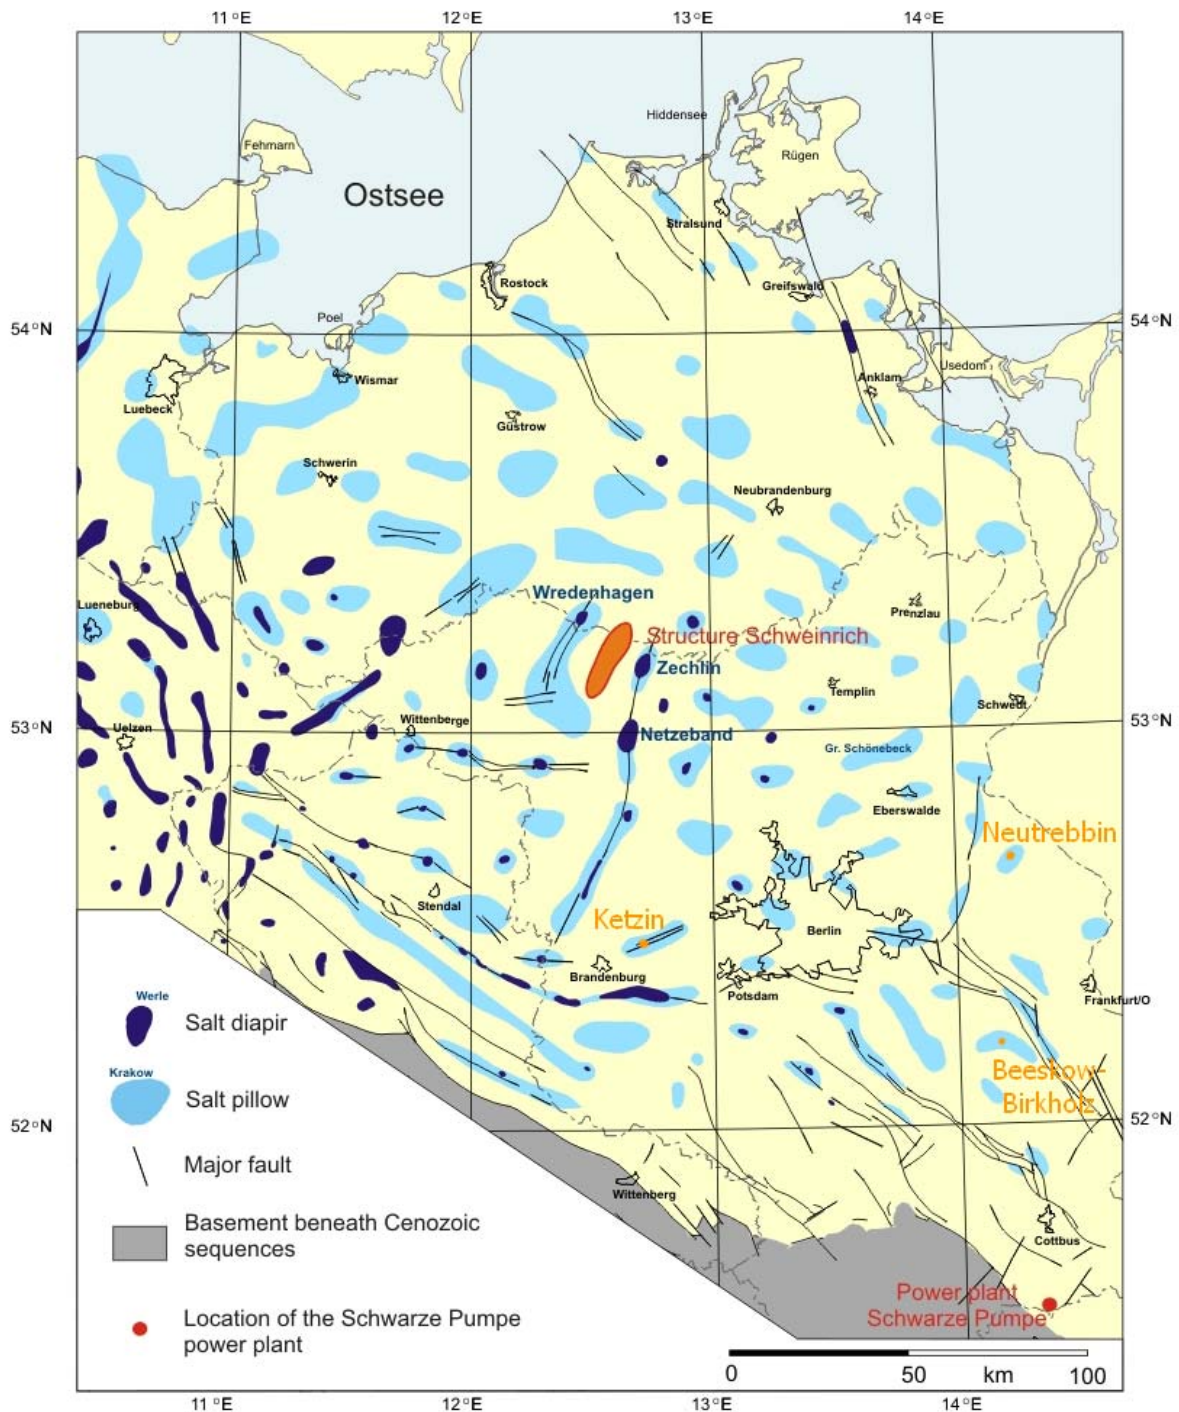 11°E 12°E 13°E 14°E
Hiddensee
Fehmarn
Rügen
Ostsee
Stralsund
Rostock
Greifswald
Poel
54°N 54°N
Usedom
Wismar
Anklam
Luebeck
Güstrow
Schwerin
Neubrandenburg
Wredenhagen
Lueneburg
Prenzlau
Structure Schweinrich
Zechlin
Templin
Schwedt
53°N 53°N
Wittenberge
Uelzen
Netzeband
Gr. Schönebeck
Eberswalde
Neutrebbin
Stendal
Ketzin
Berlin
Brandenburg
Potsdam
Frankfurt/O
Werle
Salt diapir
Beeskow-
Birkholz
Krakow
Salt pillow
52°N 52°N
Major fault
Wittenberg
Basement beneath Cenozoic
sequences
Cottbus
Power plant
Schwarze Pumpe
Location of the Schwarze Pumpe
power plant
0 50 km 100
11°E 12°E 13°E 14°E